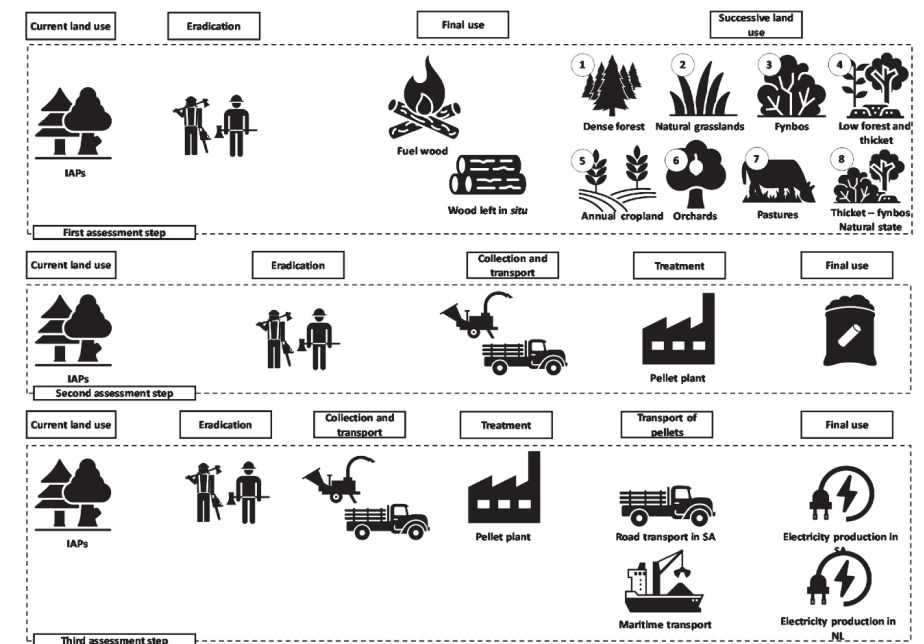 Current land use
Eradication
Final use
Successive land
use
1
2
3
4
Fuel wood
Dense forest
Natural grasslands
Fynbos
Low forest and
thicket
IAPs
5
6
7
8
Wood left in situ
Annual cropland
Orchards
Pastures
Thicket – fynbos
Natural state
First assessment step
Current land use
Eradication
Collection and
transport
Treatment
Final use
IAPs
Pellet plant
Second assessment step
Current land use
Eradication
Collection and
transport
Treatment
Transport of
pellets
Final use
IAPs
Pellet plant
Road transport in SA
Electricity production in
SA
Maritime transport
Electricity production in
NL
Third assessment step